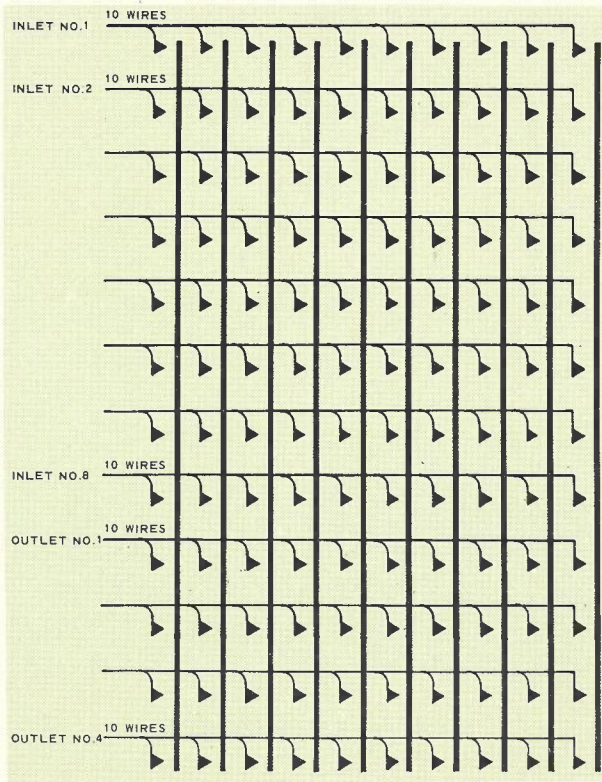 10 WIRES
INLET NO.1
10 WIRES
INLET NO.2
10 WIRES
INLET NO.8
10 WIRES
OUTLET NO.1
10 WIRES
OUTLET NO.4